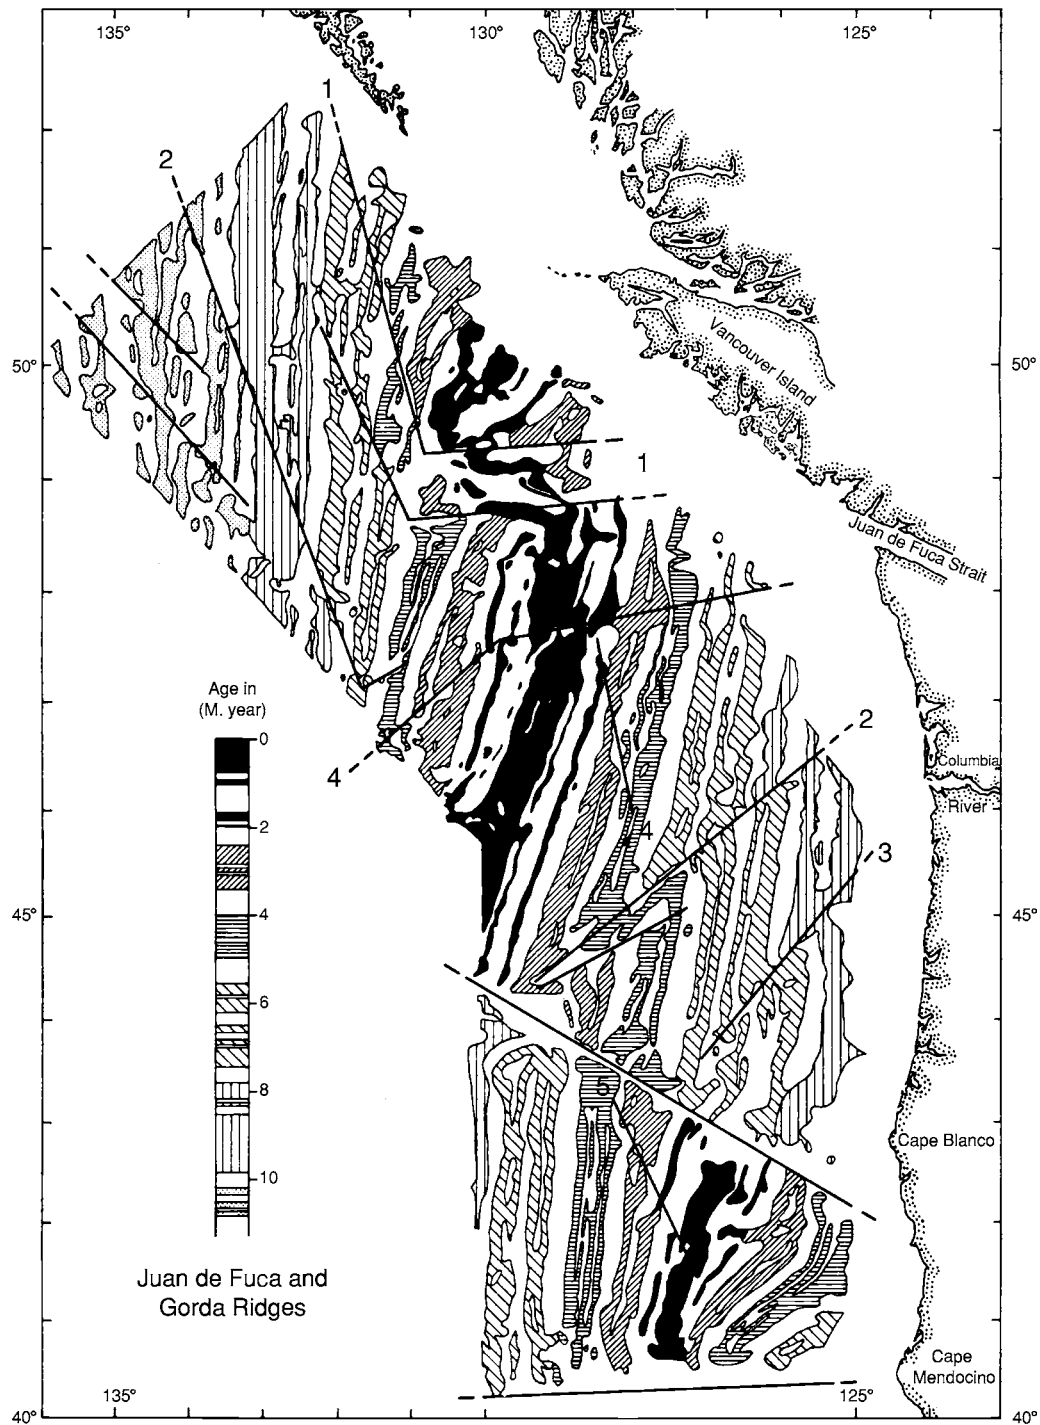 135°
130°
125°
1
2
50°
50°
Vancouver Island
1
Juan de Fuca Strait
Age in
(M. year)
0
2
4
6
8
10
4
2
Columbia
River
4
3
45°
45°
5
Cape Blanco
Juan de Fuca and
Gorda Ridges
Cape
Mendocino
135°
125°
40°
40°